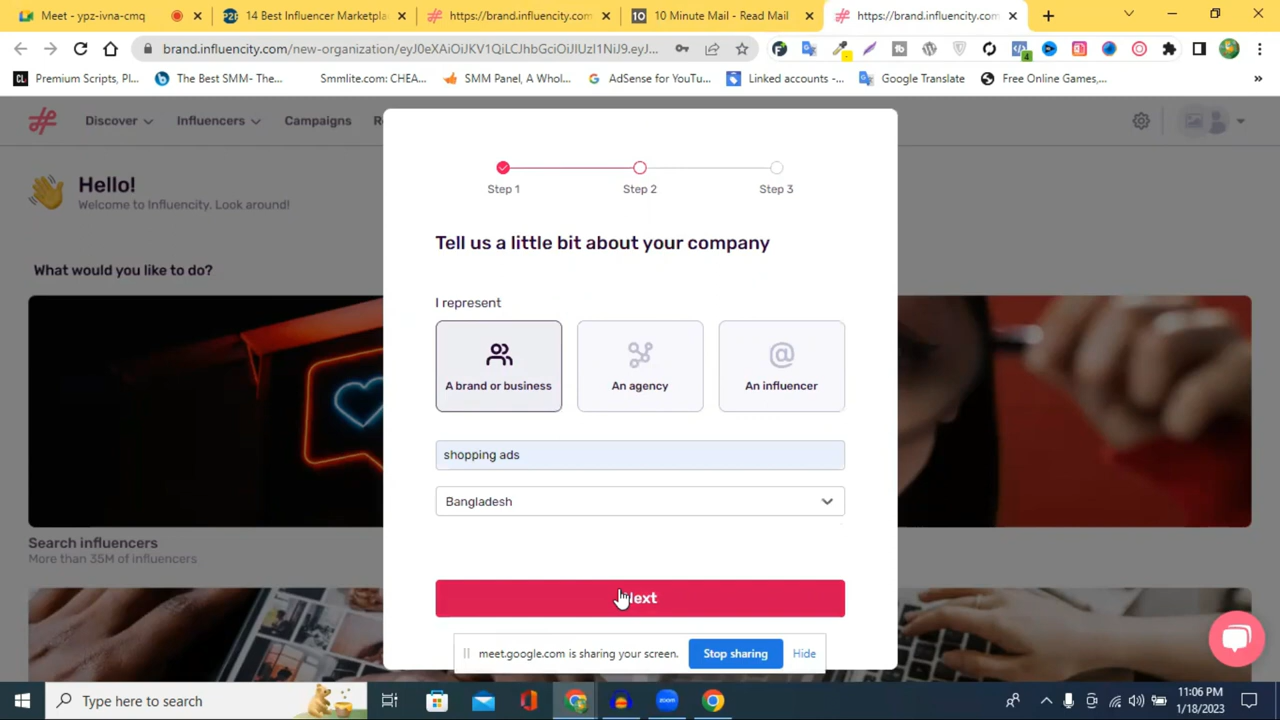 Meet - ypz-ivna-cmq
14 Best Influencer Marketpla
https://brand.influencity.com
10 Minute Mail - Read Mail
https://brand.influencity.com
brand.influencity.com/new-organization/eyJ0eXAiOiJKV1QiLCJhbGciOiJIUzI1NiJ9.eyJ...
Premium Scripts, Pl...
The Best SMM- The...
Smmlite.com: CHEA...
SMM Panel, A Whol...
AdSense for YouTu...
Linked accounts -...
Google Translate
Free Online Games,...
Discover
Influencers
Campaigns
Step 1
Step 2
Step 3
Hello!
Welcome to Influencity. Look around!
Tell us a little bit about your company
What would you like to do?
I represent
A brand or business
An agency
An influencer
shopping ads
Bangladesh
Search influencers
More than 35M of influencers
Next
meet.google.com is sharing your screen.
Stop sharing
Hide
Type here to search
11:06 PM
1/18/2023